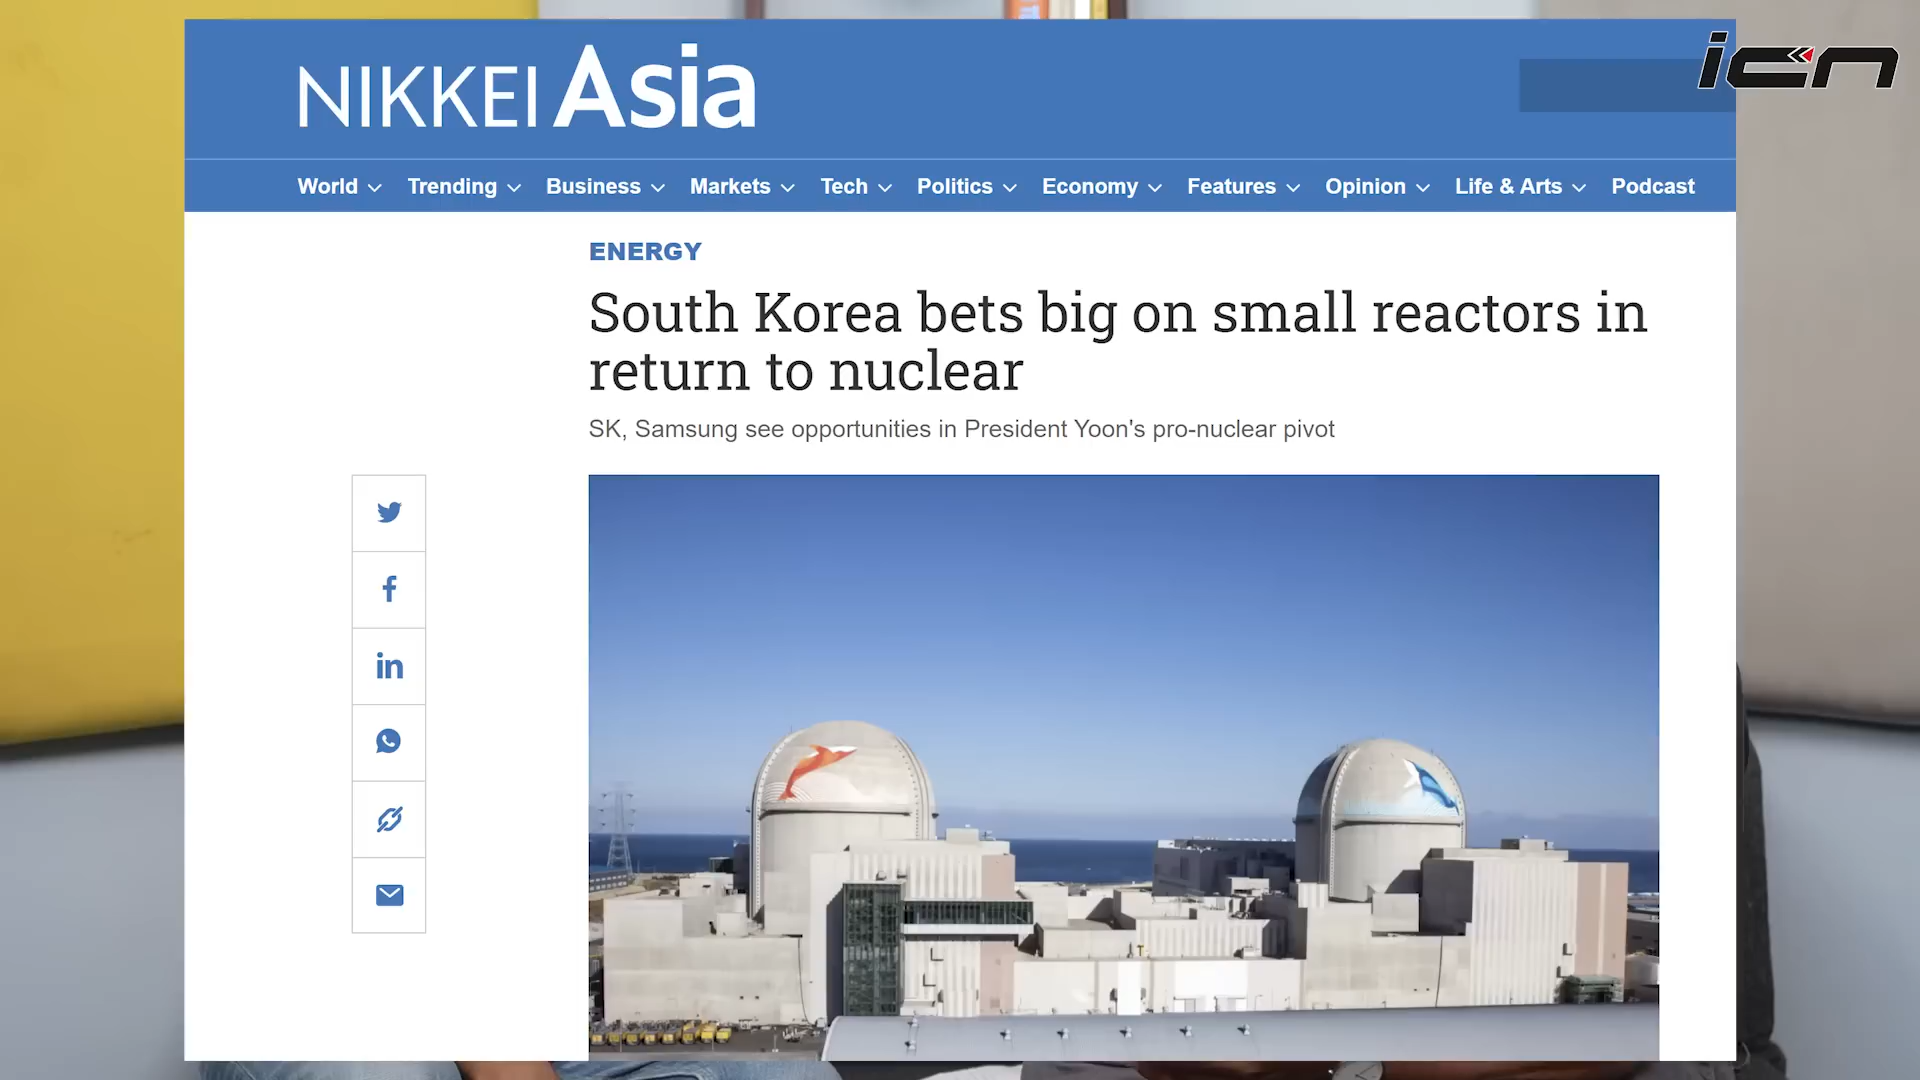 NIKKEI Asia
icn
World
Trending
Business
Markets
Tech
Politics
Economy
Features
Opinion
Life & Arts
Podcast
ENERGY
South Korea bets big on small reactors in
return to nuclear
SK, Samsung see opportunities in President Yoon's pro-nuclear pivot
in